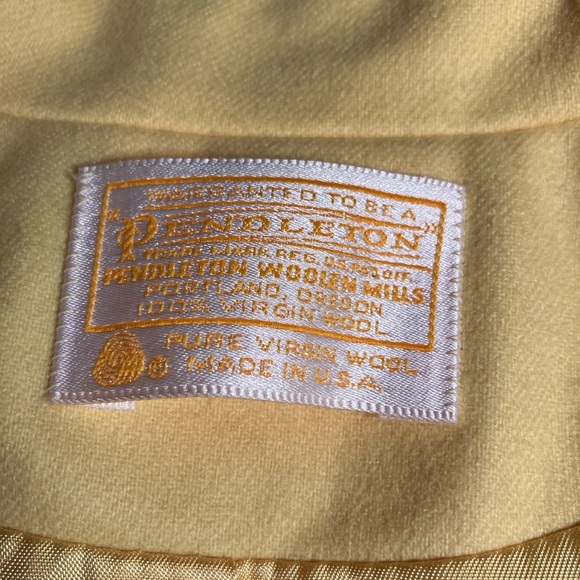 WARRANTED TO BE A
"PENDLETON"
TRADE MARK REG. U.S. PAT. OFF.
PENDLETON WOOLEN MILLS
PORTLAND, OREGON
100% VIRGIN WOOL
PURE VIRGIN WOOL
®
MADE IN U.S.A.